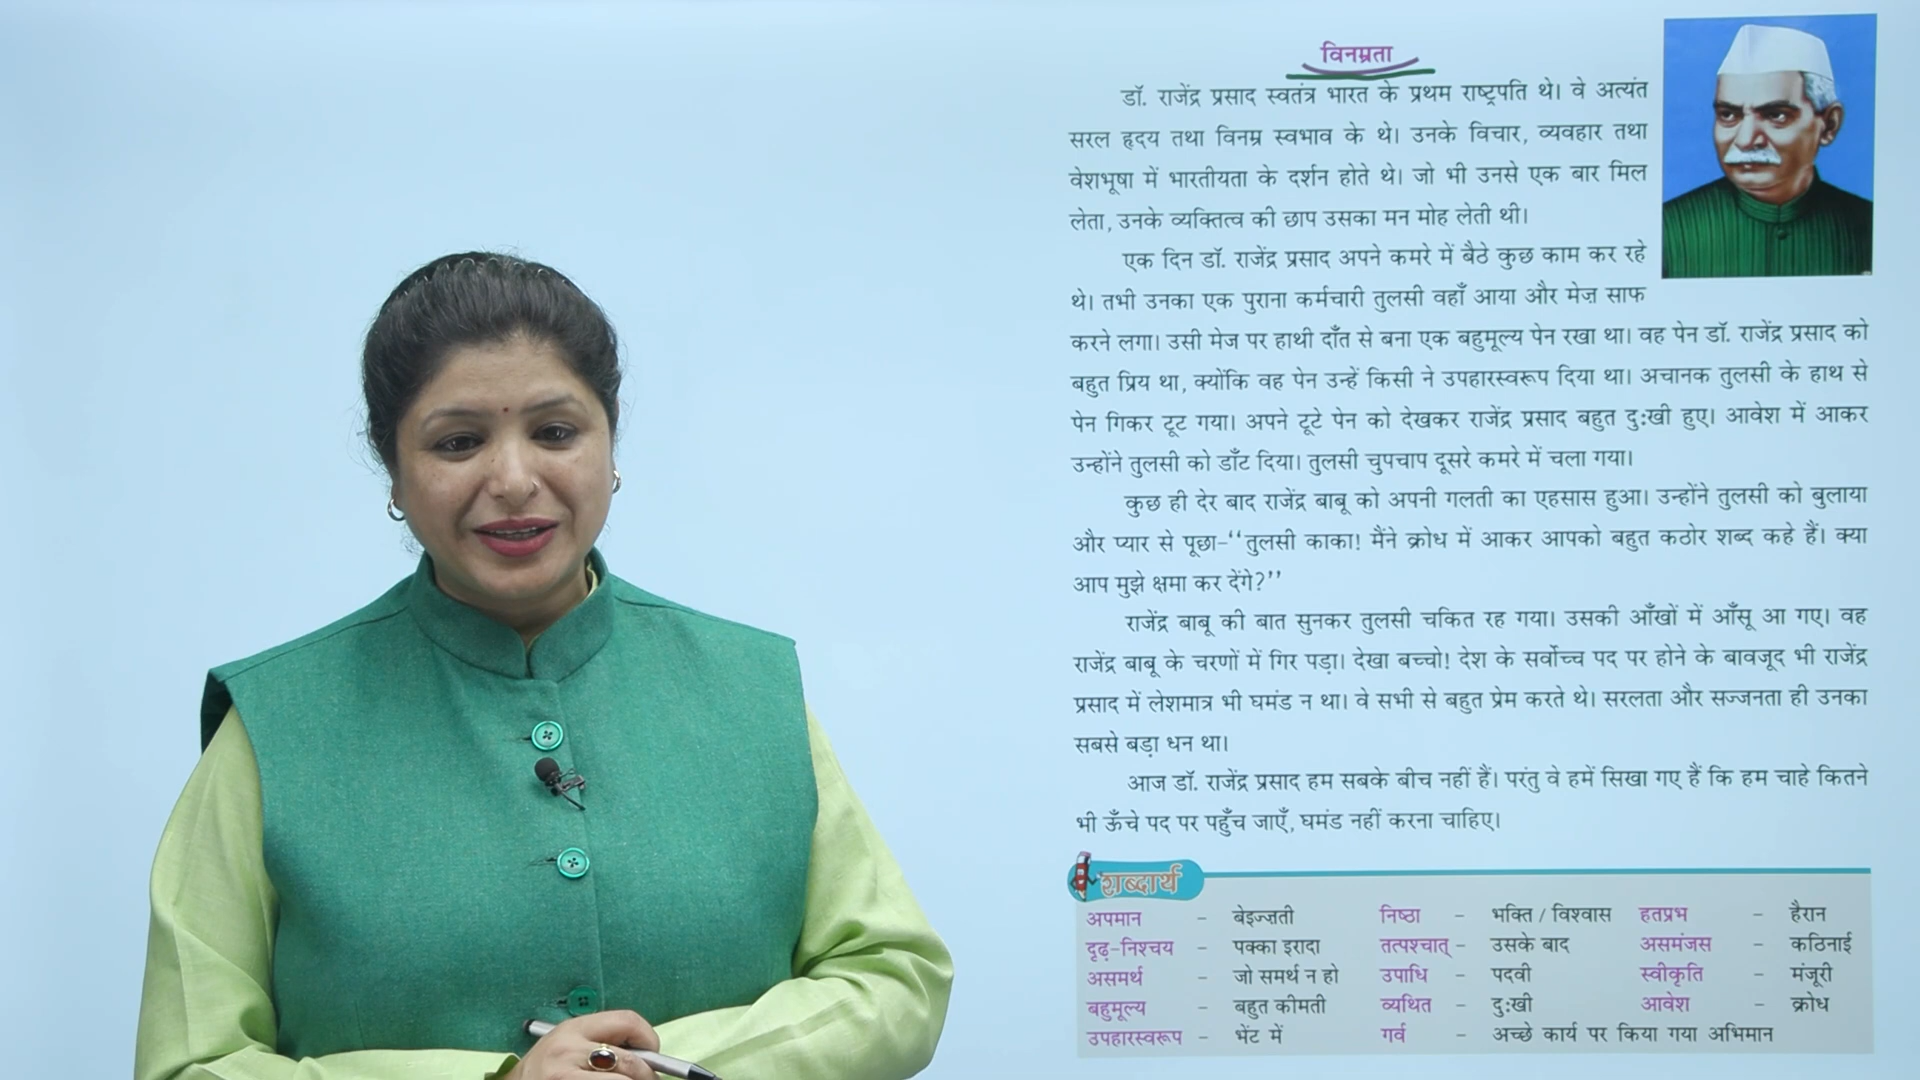 विनम्रता
डॉ. राजेंद्र प्रसाद स्वतंत्र भारत के प्रथम राष्ट्रपति थे। वे अत्यंत
सरल हृदय तथा विनम्र स्वभाव के थे। उनके विचार, व्यवहार तथा
वेशभूषा में भारतीयता के दर्शन होते थे। जो भी उनसे एक बार मिल
लेता, उनके व्यक्तित्व की छाप उसका मन मोह लेती थी।
एक दिन डॉ. राजेंद्र प्रसाद अपने कमरे में बैठे कुछ काम कर रहे
थे। तभी उनका एक पुराना कर्मचारी तुलसी वहाँ आया और मेज़ साफ
करने लगा। उसी मेज पर हाथी दाँत से बना एक बहुमूल्य पेन रखा था। वह पेन डॉ. राजेंद्र प्रसाद को
बहुत प्रिय था, क्योंकि वह पेन उन्हें किसी ने उपहारस्वरूप दिया था। अचानक तुलसी के हाथ से
पेन गिकर टूट गया। अपने टूटे पेन को देखकर राजेंद्र प्रसाद बहुत दुःखी हुए। आवेश में आकर
उन्होंने तुलसी को डाँट दिया। तुलसी चुपचाप दूसरे कमरे में चला गया।
कुछ ही देर बाद राजेंद्र बाबू को अपनी गलती का एहसास हुआ। उन्होंने तुलसी को बुलाया
और प्यार से पूछा-‘‘तुलसी काका! मैंने क्रोध में आकर आपको बहुत कठोर शब्द कहे हैं। क्या
आप मुझे क्षमा कर देंगे?’’
राजेंद्र बाबू की बात सुनकर तुलसी चकित रह गया। उसकी आँखों में आँसू आ गए। वह
राजेंद्र बाबू के चरणों में गिर पड़ा। देखा बच्चो! देश के सर्वोच्च पद पर होने के बावजूद भी राजेंद्र
प्रसाद में लेशमात्र भी घमंड न था। वे सभी से बहुत प्रेम करते थे। सरलता और सज्जनता ही उनका
सबसे बड़ा धन था।
आज डॉ. राजेंद्र प्रसाद हम सबके बीच नहीं हैं। परंतु वे हमें सिखा गए हैं कि हम चाहे कितने
भी ऊँचे पद पर पहुँच जाएँ, घमंड नहीं करना चाहिए।
शब्दार्थ
अपमान - बेइज्ज़ती निष्ठा - भक्ति / विश्वास हतप्रभ - हैरान
दृढ़-निश्चय - पक्का इरादा तत्पश्चात् - उसके बाद असमंजस - कठिनाई
असमर्थ - जो समर्थ न हो उपाधि - पदवी स्वीकृति - मंजूरी
बहुमूल्य - बहुत कीमती व्यथित - दुःखी आवेश - क्रोध
उपहारस्वरूप - भेंट में गर्व - अच्छे कार्य पर किया गया अभिमान